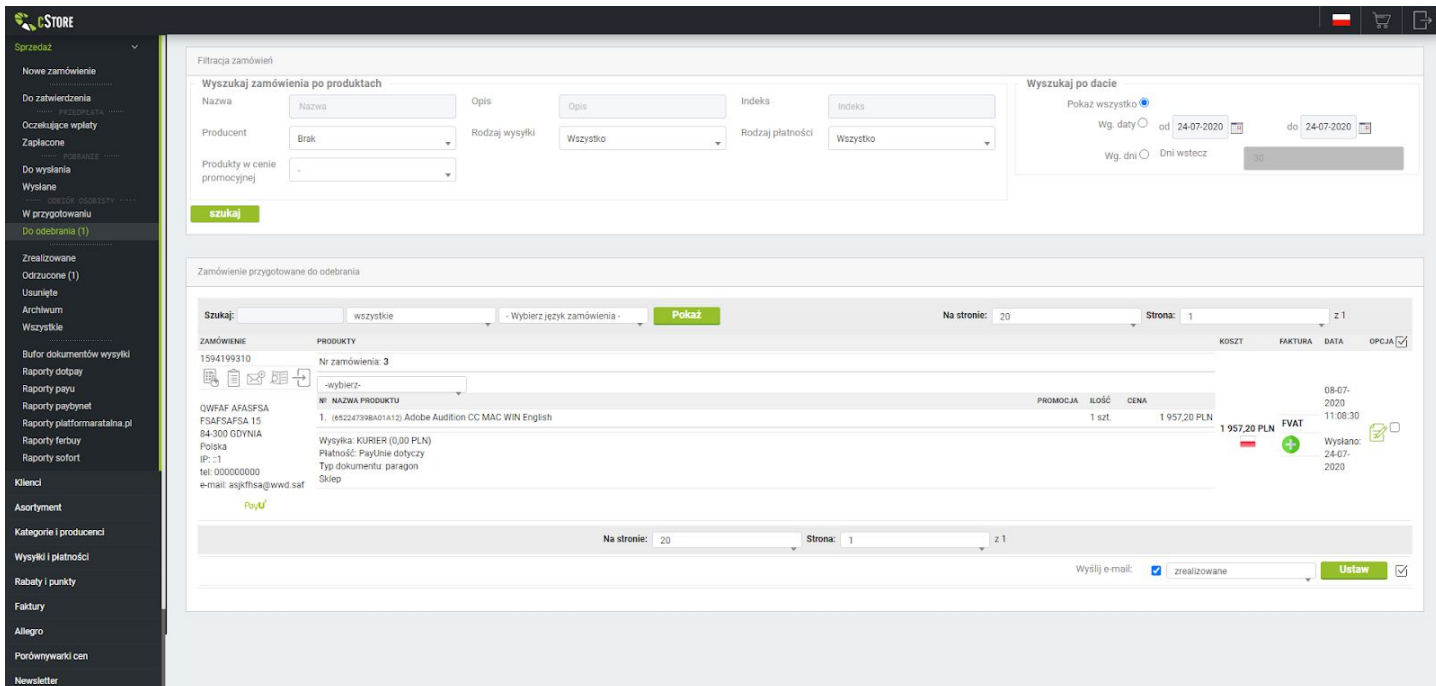 cSTORE
Sprzedaż
Nowe zamówienie
Do zatwierdzenia
PRZEDPŁATA
Oczekujące wpłaty
Zapłacone
POBRANIE
Do wysłania
Wysłane
ODBIÓR OSOBISTY
W przygotowaniu
Do odebrania (1)
Zrealizowane
Odrzucone (1)
Usunięte
Archiwum
Wszystkie
Bufor dokumentów wysyłki
Raporty dotpay
Raporty payu
Raporty paybynet
Raporty platformaratalna.pl
Raporty ferbuy
Raporty sofort
Klienci
Asortyment
Kategorie i producenci
Wysyłki i płatności
Rabaty i punkty
Faktury
Allegro
Porównywarki cen
Newsletter
Filtracja zamówień
Wyszukaj zamówienia po produktach
Nazwa Nazwa Opis Opis Indeks Indeks
Producent Brak Rodzaj wysyłki Wszystko Rodzaj płatności Wszystko
Produkty w cenie promocyjnej -
szukaj
Wyszukaj po dacie
Pokaż wszystko
Wg. daty od 24-07-2020 do 24-07-2020
Wg. dni Dni wstecz 30
Zamówienie przygotowane do odebrania
Szukaj: wszystkie - Wybierz język zamówienia - Pokaż Na stronie: 20 Strona: 1 z 1
ZAMÓWIENIE PRODUKTY KOSZT FAKTURA DATA OPCJA
1594199310
QWFAF AFASFSA
FSAFSAFSA 15
84-300 GDYNIA
Polska
IP: ::1
tel: 000000000
e-mail: asjkfhsa@wwd.saf
PayU
Nr zamówienia: 3
-wybierz-
Nº NAZWA PRODUKTU PROMOCJA ILOŚĆ CENA
1. (65224739BA01A12) Adobe Audition CC MAC WIN English 1 szt. 1 957,20 PLN
Wysyłka: KURIER (0,00 PLN)
Płatność: PayUnie dotyczy
Typ dokumentu: paragon
Sklep
1 957,20 PLN
FVAT
08-07-
2020
11:08:30
Wysłano:
24-07-
2020
Na stronie: 20 Strona: 1 z 1
Wyślij e-mail: zrealizowane Ustaw